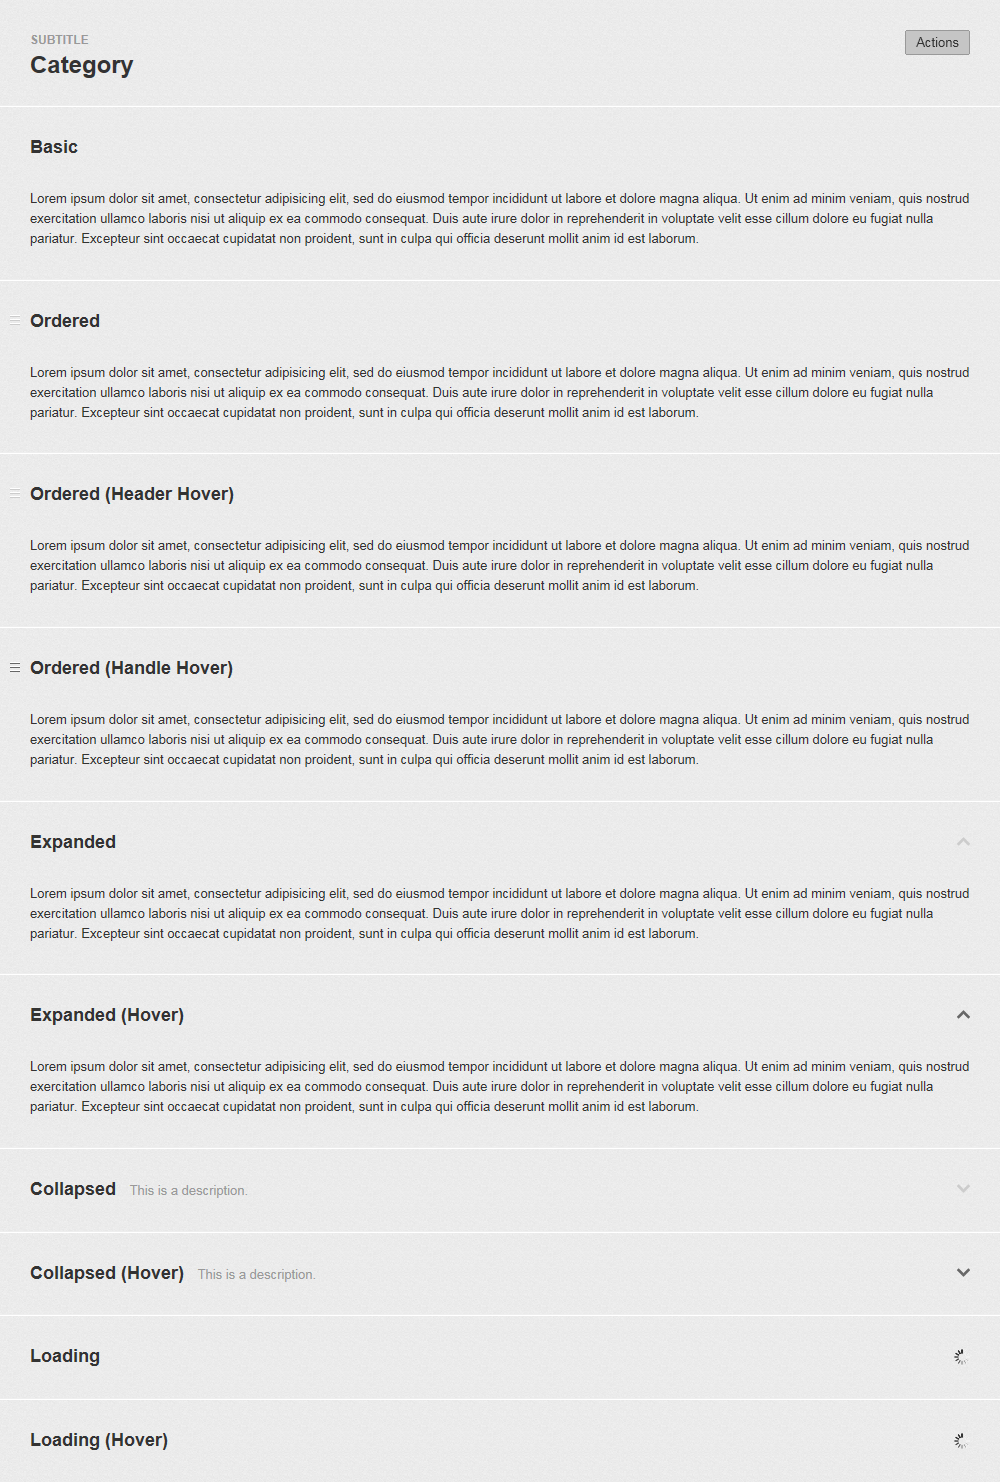 SUBTITLE
Category
Actions
Basic
Lorem ipsum dolor sit amet, consectetur adipisicing elit, sed do eiusmod tempor incididunt ut labore et dolore magna aliqua. Ut enim ad minim veniam, quis nostrud
exercitation ullamco laboris nisi ut aliquip ex ea commodo consequat. Duis aute irure dolor in reprehenderit in voluptate velit esse cillum dolore eu fugiat nulla
pariatur. Excepteur sint occaecat cupidatat non proident, sunt in culpa qui officia deserunt mollit anim id est laborum.
Ordered
Lorem ipsum dolor sit amet, consectetur adipisicing elit, sed do eiusmod tempor incididunt ut labore et dolore magna aliqua. Ut enim ad minim veniam, quis nostrud
exercitation ullamco laboris nisi ut aliquip ex ea commodo consequat. Duis aute irure dolor in reprehenderit in voluptate velit esse cillum dolore eu fugiat nulla
pariatur. Excepteur sint occaecat cupidatat non proident, sunt in culpa qui officia deserunt mollit anim id est laborum.
Ordered (Header Hover)
Lorem ipsum dolor sit amet, consectetur adipisicing elit, sed do eiusmod tempor incididunt ut labore et dolore magna aliqua. Ut enim ad minim veniam, quis nostrud
exercitation ullamco laboris nisi ut aliquip ex ea commodo consequat. Duis aute irure dolor in reprehenderit in voluptate velit esse cillum dolore eu fugiat nulla
pariatur. Excepteur sint occaecat cupidatat non proident, sunt in culpa qui officia deserunt mollit anim id est laborum.
Ordered (Handle Hover)
Lorem ipsum dolor sit amet, consectetur adipisicing elit, sed do eiusmod tempor incididunt ut labore et dolore magna aliqua. Ut enim ad minim veniam, quis nostrud
exercitation ullamco laboris nisi ut aliquip ex ea commodo consequat. Duis aute irure dolor in reprehenderit in voluptate velit esse cillum dolore eu fugiat nulla
pariatur. Excepteur sint occaecat cupidatat non proident, sunt in culpa qui officia deserunt mollit anim id est laborum.
Expanded
Lorem ipsum dolor sit amet, consectetur adipisicing elit, sed do eiusmod tempor incididunt ut labore et dolore magna aliqua. Ut enim ad minim veniam, quis nostrud
exercitation ullamco laboris nisi ut aliquip ex ea commodo consequat. Duis aute irure dolor in reprehenderit in voluptate velit esse cillum dolore eu fugiat nulla
pariatur. Excepteur sint occaecat cupidatat non proident, sunt in culpa qui officia deserunt mollit anim id est laborum.
Expanded (Hover)
Lorem ipsum dolor sit amet, consectetur adipisicing elit, sed do eiusmod tempor incididunt ut labore et dolore magna aliqua. Ut enim ad minim veniam, quis nostrud
exercitation ullamco laboris nisi ut aliquip ex ea commodo consequat. Duis aute irure dolor in reprehenderit in voluptate velit esse cillum dolore eu fugiat nulla
pariatur. Excepteur sint occaecat cupidatat non proident, sunt in culpa qui officia deserunt mollit anim id est laborum.
Collapsed This is a description.
Collapsed (Hover) This is a description.
Loading
Loading (Hover)